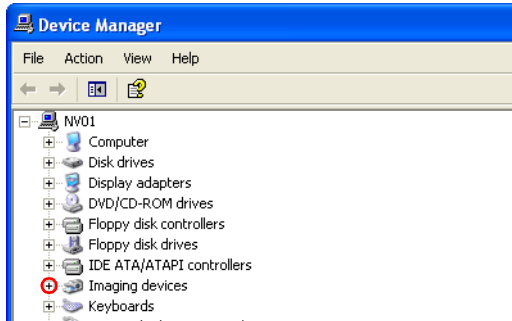 Device Manager
File Action View Help
NV01
Computer
Disk drives
Display adapters
DVD/CD-ROM drives
Floppy disk controllers
Floppy disk drives
IDE ATA/ATAPI controllers
Imaging devices
Keyboards